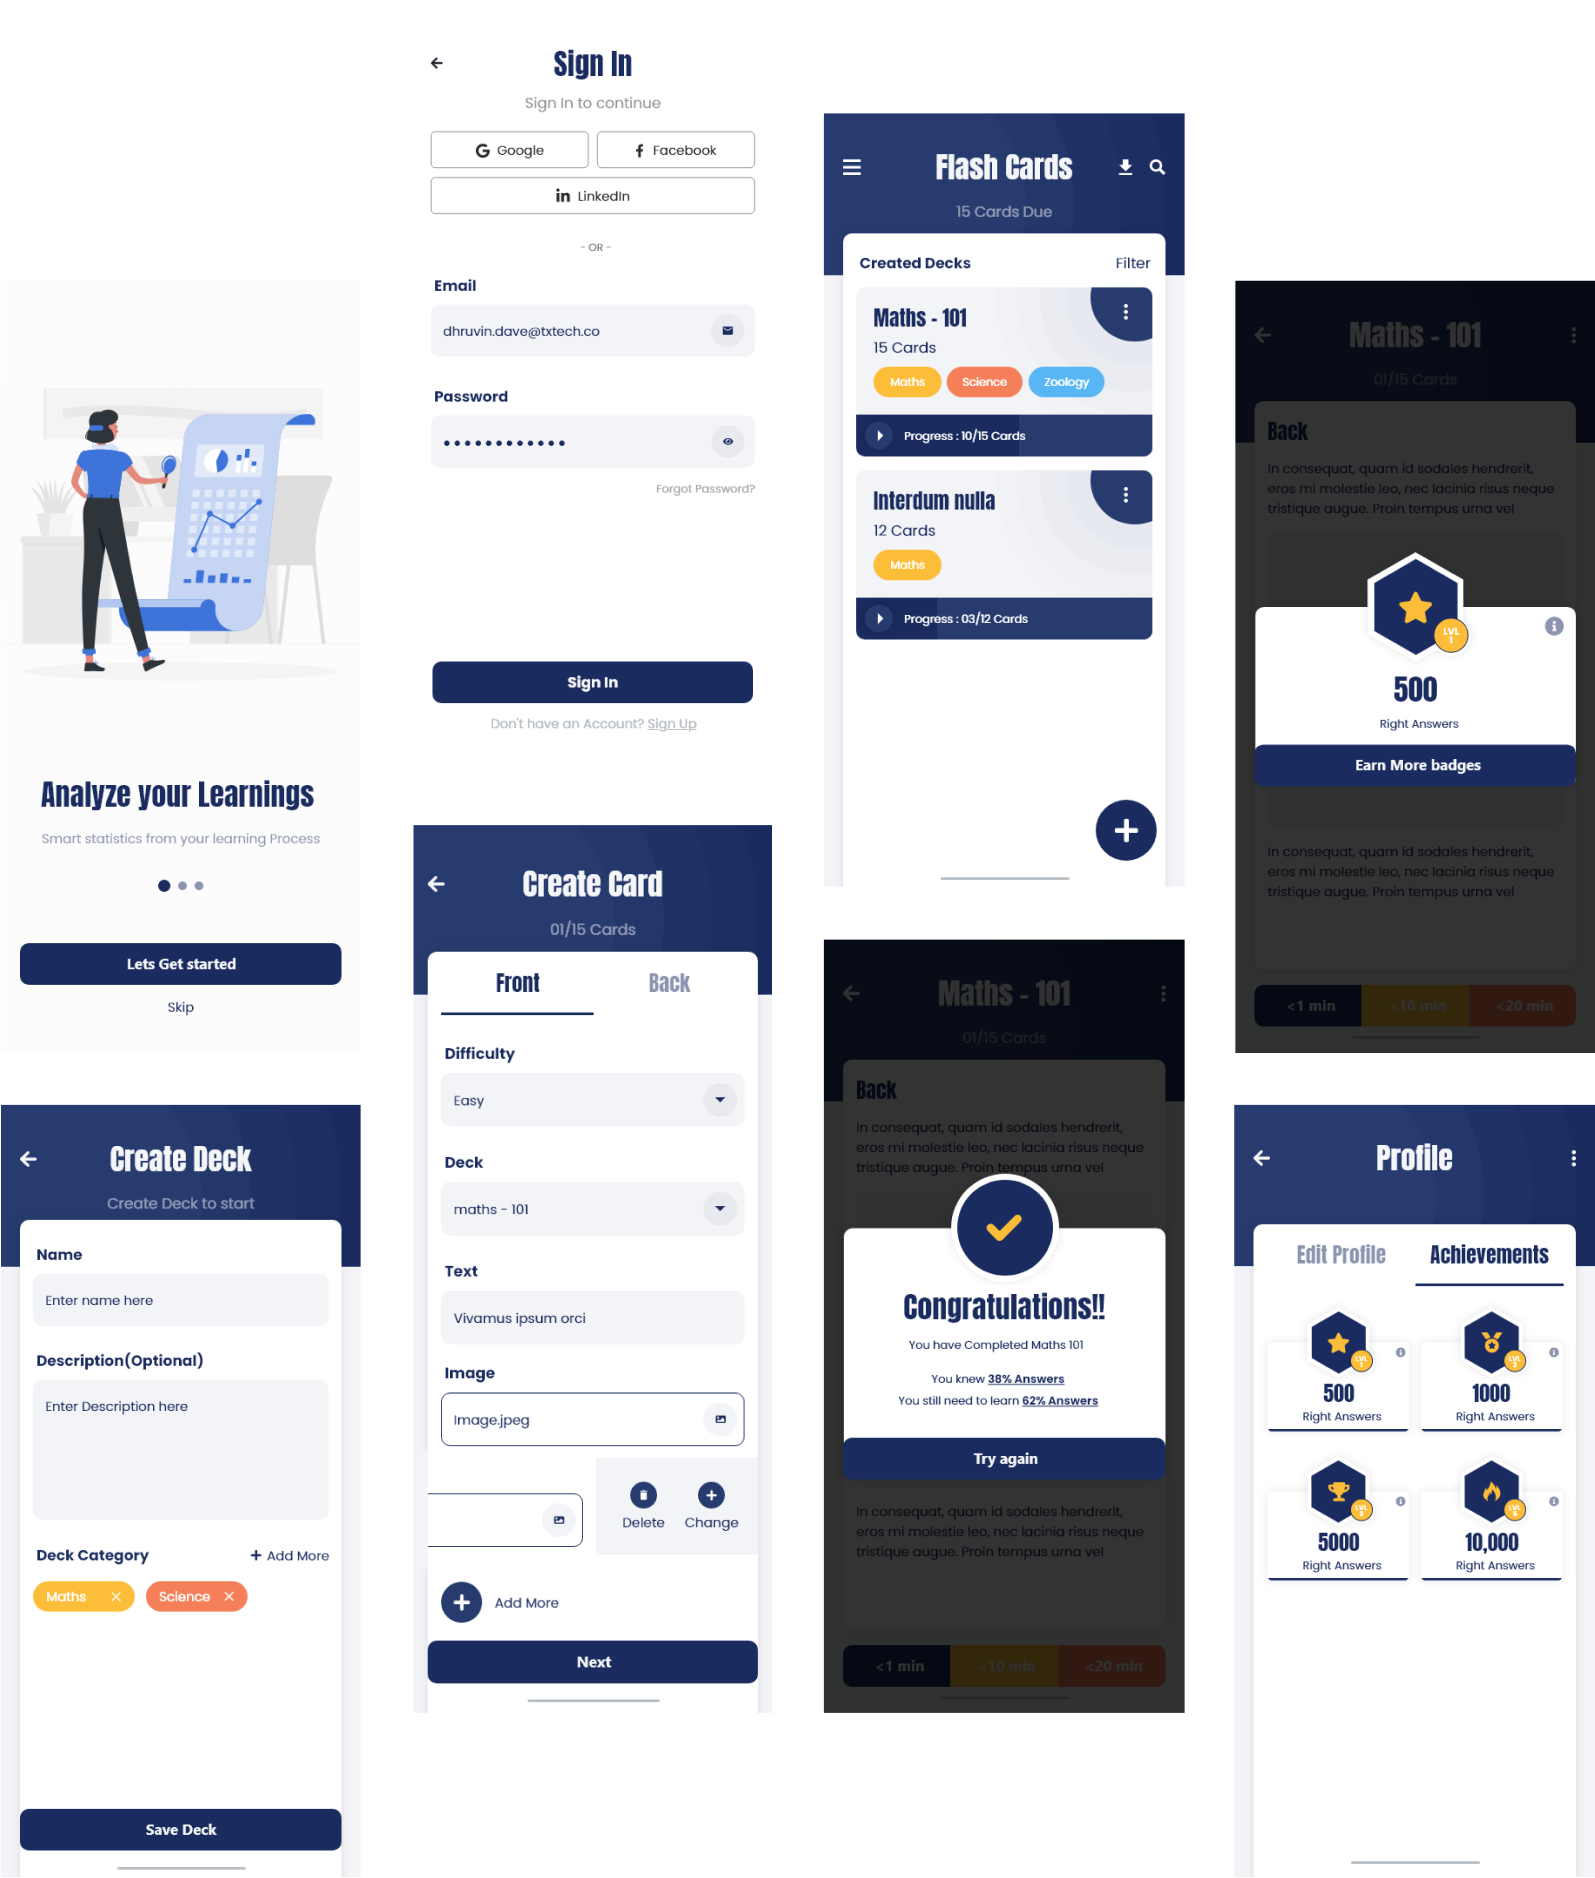 Analyze your Learnings
Smart statistics from your learning Process
Lets Get started
Skip
Create Deck
Create Deck to start
Name
Enter name here
Description(Optional)
Enter Description here
Deck Category
+ Add More
Maths
Science
Save Deck
Sign In
Sign In to continue
Google
Facebook
in LinkedIn
- OR -
Email
dhruvin.dave@txtech.co
Password
Forgot Password?
Sign In
Don't have an Account? Sign Up
Create Card
01/15 Cards
Front
Back
Difficulty
Easy
Deck
maths - 101
Text
Vivamus ipsum orci
Image
Image.jpeg
Delete
Change
Add More
Next
Flash Cards
15 Cards Due
Created Decks
Filter
Maths - 101
15 Cards
Maths
Science
Zoology
Progress : 10/15 Cards
Interdum nulla
12 Cards
Maths
Progress : 03/12 Cards
Maths - 101
01/15 Cards
Back
In consequat, quam id sodales hendrerit,
eros mi molestie leo, nec lacinia risus neque
tristique augue. Proin tempus urna vel
Congratulations!!
You have Completed Maths 101
You knew 38% Answers
You still need to learn 62% Answers
Try again
In consequat, quam id sodales hendrerit,
eros mi molestie leo, nec lacinia risus neque
tristique augue. Proin tempus urna vel
<1 min
<10 min
<20 min
Maths - 101
01/15 Cards
Back
In consequat, quam id sodales hendrerit,
eros mi molestie leo, nec lacinia risus neque
tristique augue. Proin tempus urna vel
LVL
1
500
Right Answers
Earn More badges
In consequat, quam id sodales hendrerit,
eros mi molestie leo, nec lacinia risus neque
tristique augue. Proin tempus urna vel
<1 min
<10 min
<20 min
Profile
Edit Profile
Achievements
LVL
1
500
Right Answers
LVL
1000
Right Answers
LVL
5000
Right Answers
LVL
10,000
Right Answers